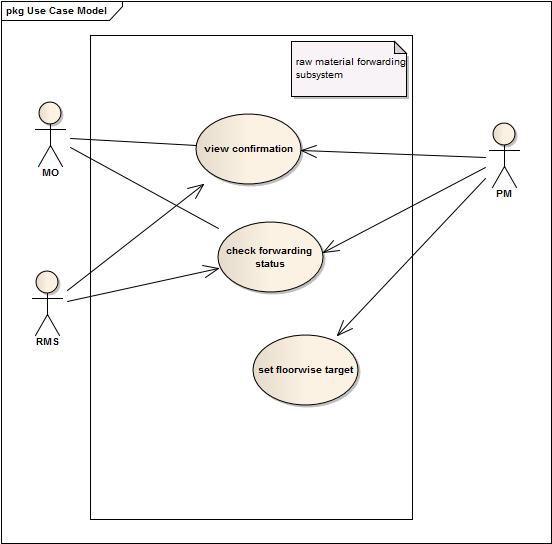 pkg Use Case Model
raw material forwarding
subsystem
view confirmation
MO
PM
check forwarding
status
RMS
set floorwise target